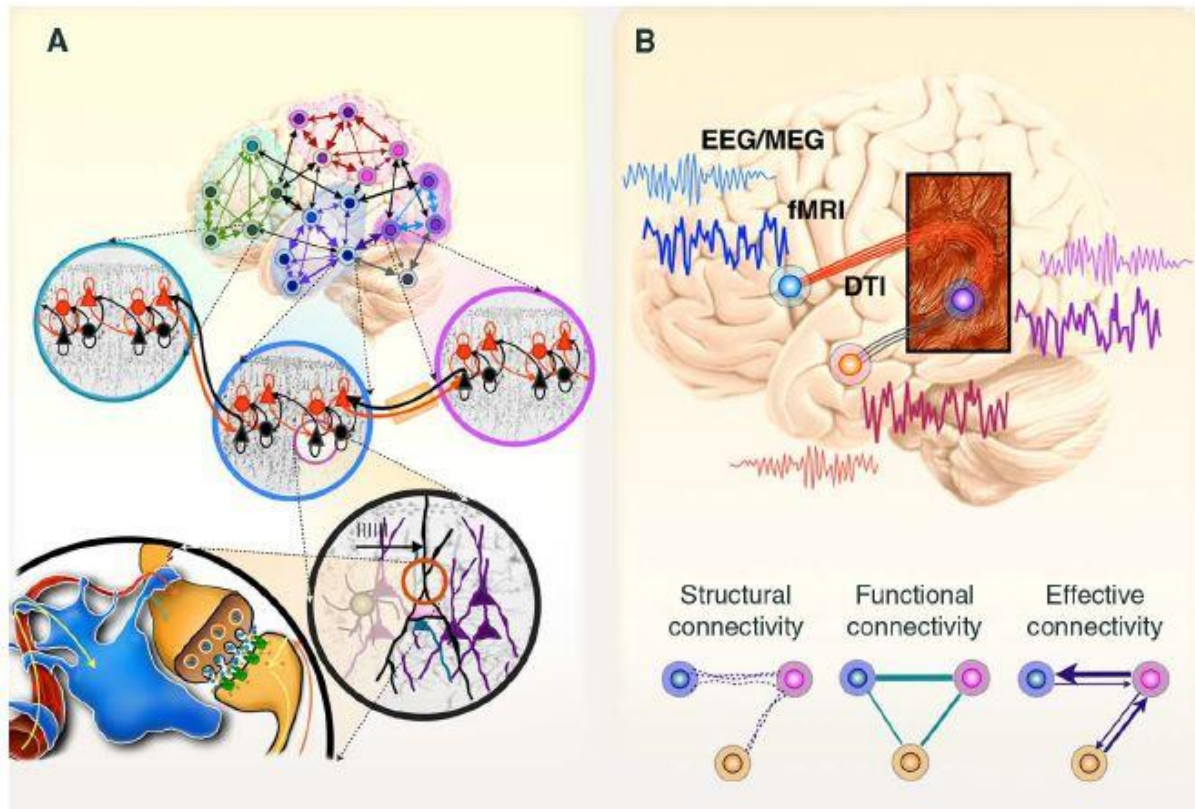 A
B
EEG/MEG
fMRI
DTI
Structural
connectivity
Functional
connectivity
Effective
connectivity